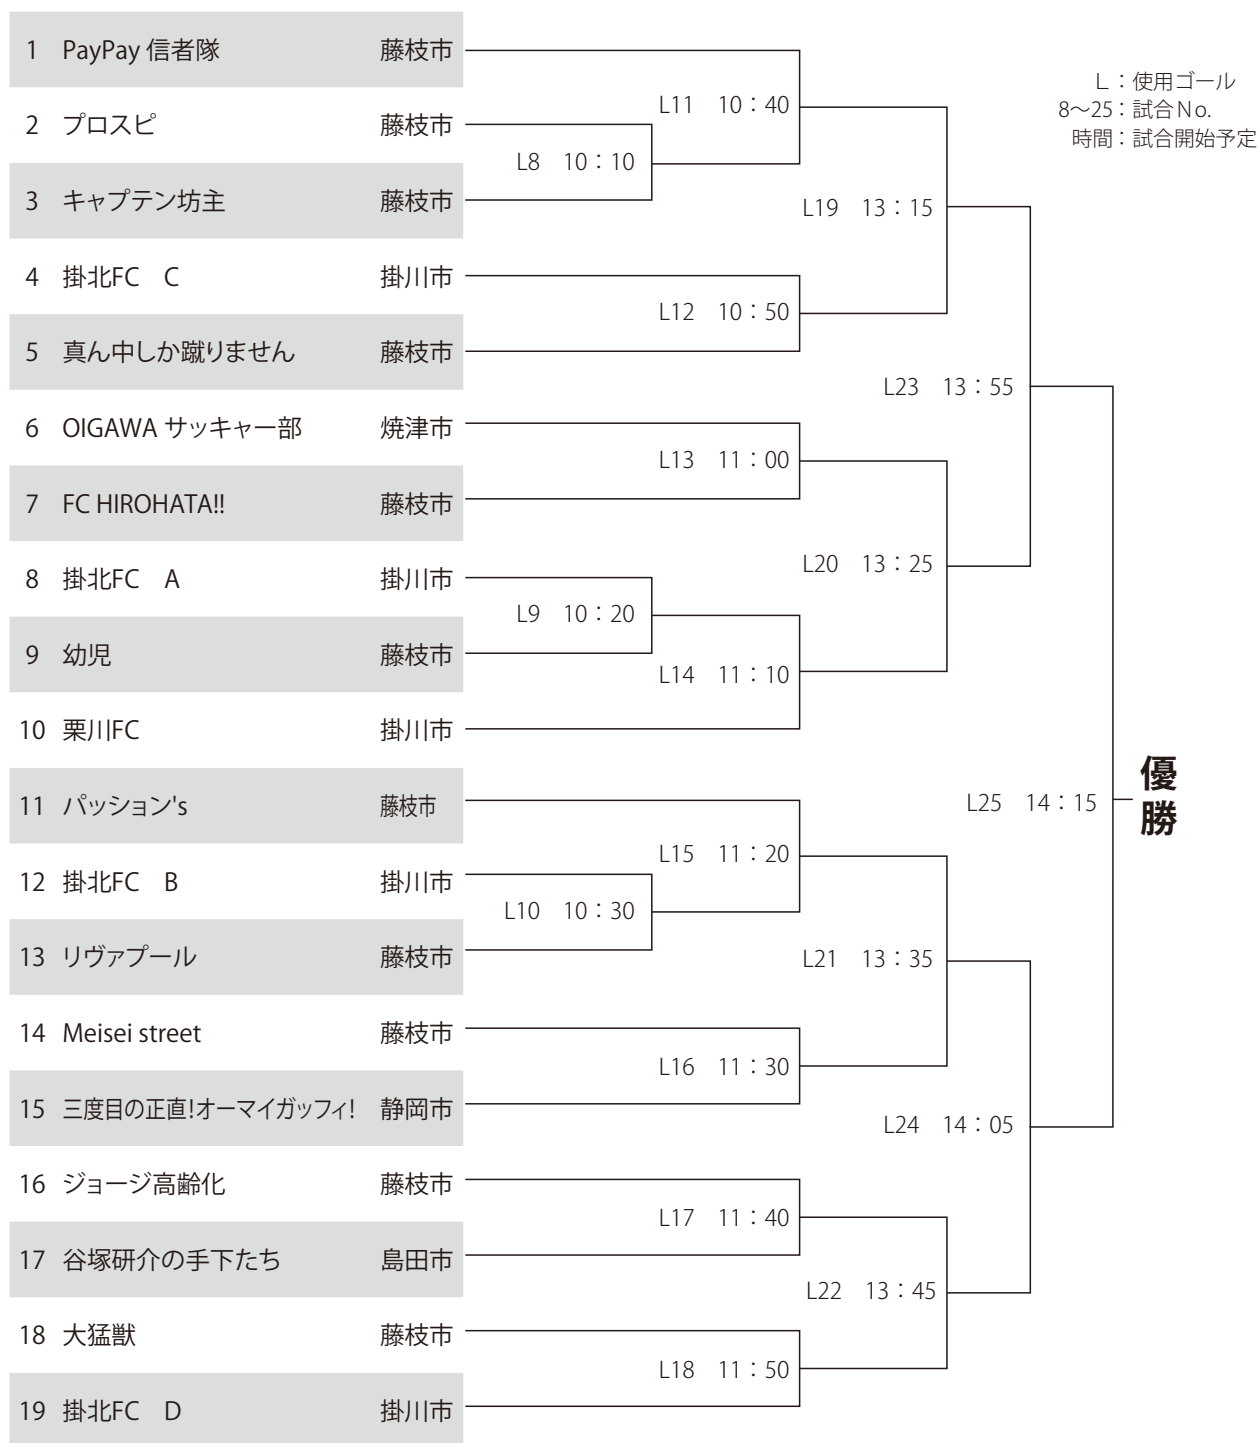 1 PayPay 信者隊 藤枝市
2 プロスピ 藤枝市
3 キャプテン坊主 藤枝市
4 掛北FC C 掛川市
5 真ん中しか蹴りません 藤枝市
6 OIGAWA サッキャー部 焼津市
7 FC HIROHATA!! 藤枝市
8 掛北FC A 掛川市
9 幼児 藤枝市
10 栗川FC 掛川市
11 パッション's 藤枝市
12 掛北FC B 掛川市
13 リヴァプール 藤枝市
14 Meisei street 藤枝市
15 三度目の正直!オーマイガッフィ! 静岡市
16 ジョージ高齢化 藤枝市
17 谷塚研介の手下たち 島田市
18 大猛獣 藤枝市
19 掛北FC D 掛川市
L8 10：10
L9 10：20
L10 10：30
L11 10：40
L12 10：50
L13 11：00
L14 11：10
L15 11：20
L16 11：30
L17 11：40
L18 11：50
L19 13：15
L20 13：25
L21 13：35
L22 13：45
L23 13：55
L24 14：05
L25 14：15
優勝
L：使用ゴール
8〜25：試合No.
時間：試合開始予定